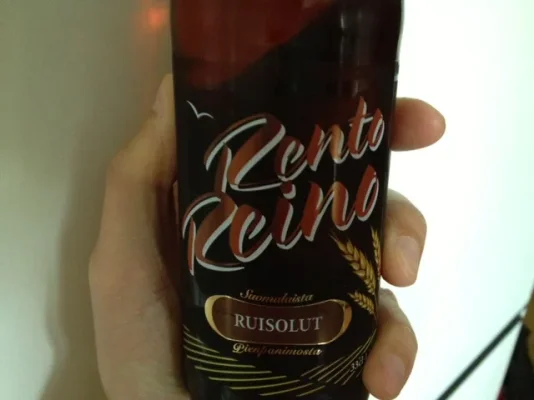 Rento
Reino
Suomalaista
RUISOLUT
Pienpanimosta